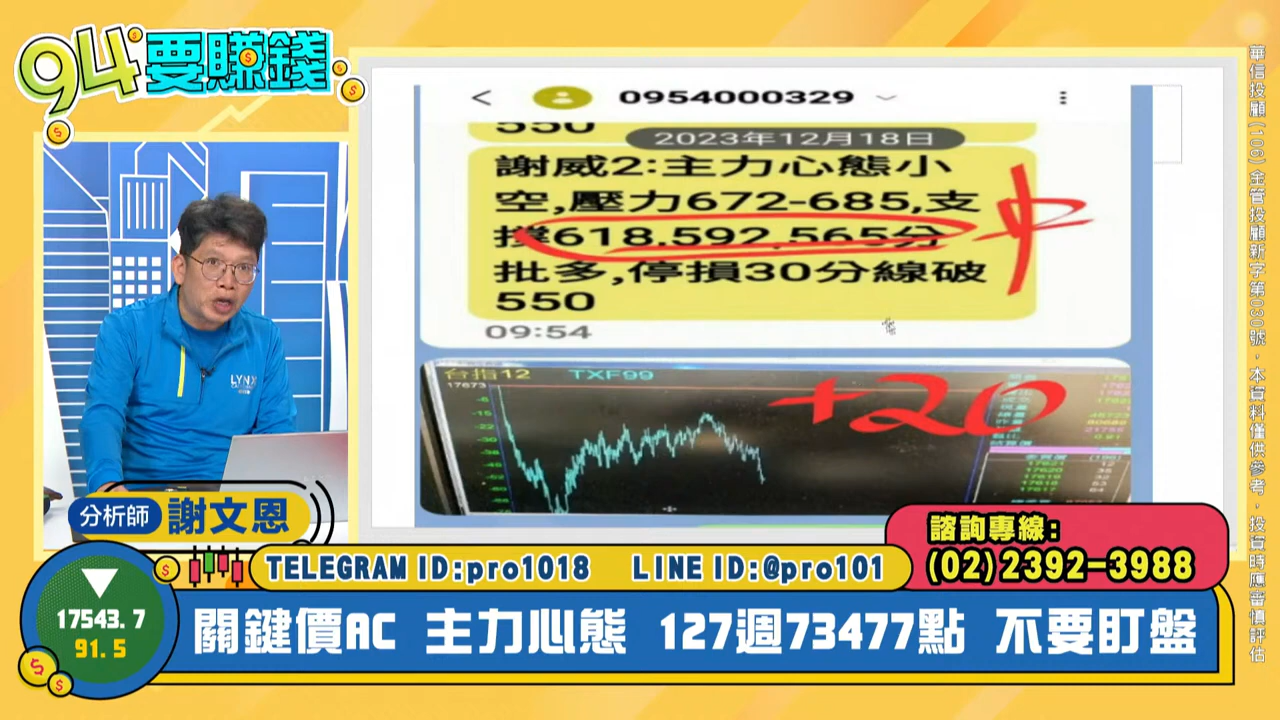 94要賺錢
0954000329
550
2023年12月18日
謝威2:主力心態小
空,壓力672-685,支
撐618,592,565分
批多,停損30分線破
550
09:54
中
台指12 TXF99
17673
+20
LYNX
分析師 謝文恩
諮詢專線:
(02)2392-3988
TELEGRAM ID:pro1018 LINE ID:@pro101
17543.7
91.5
關鍵價AC 主力心態 127週73477點 不要盯盤
華信投顧(106)金管投顧新字第030號,本資料僅供參考,投資時應審慎評估